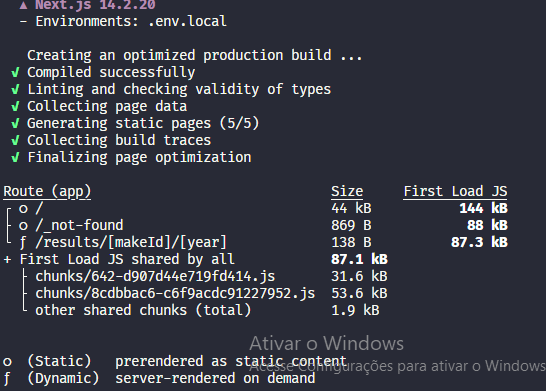 ▲ Next.js 14.2.20
- Environments: .env.local
Creating an optimized production build ...
✓ Compiled successfully
✓ Linting and checking validity of types
✓ Collecting page data
✓ Generating static pages (5/5)
✓ Collecting build traces
✓ Finalizing page optimization
Route (app) Size First Load JS
┌ ○ / 44 kB 144 kB
├ ○ /_not-found 869 B 88 kB
└ ƒ /results/[makeId]/[year] 138 B 87.3 kB
+ First Load JS shared by all 87.1 kB
├ chunks/642-d907d44e719fd414.js 31.6 kB
├ chunks/8cdbbac6-c6f9acdc91227952.js 53.6 kB
└ other shared chunks (total) 1.9 kB
Ativar o Windows
Acesse Configurações para ativar o Windows
○ (Static) prerendered as static content
ƒ (Dynamic) server-rendered on demand